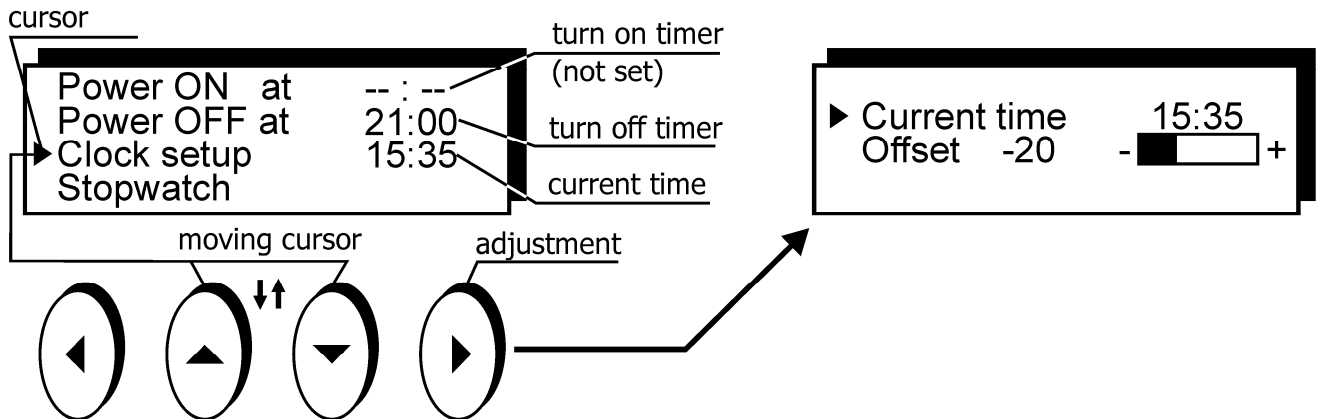 cursor
turn on timer
(not set)
Power ON at -- : --
Power OFF at 21:00
turn off timer
Clock setup 15:35
current time
Stopwatch
Current time 15:35
Offset -20 - +
moving cursor
adjustment